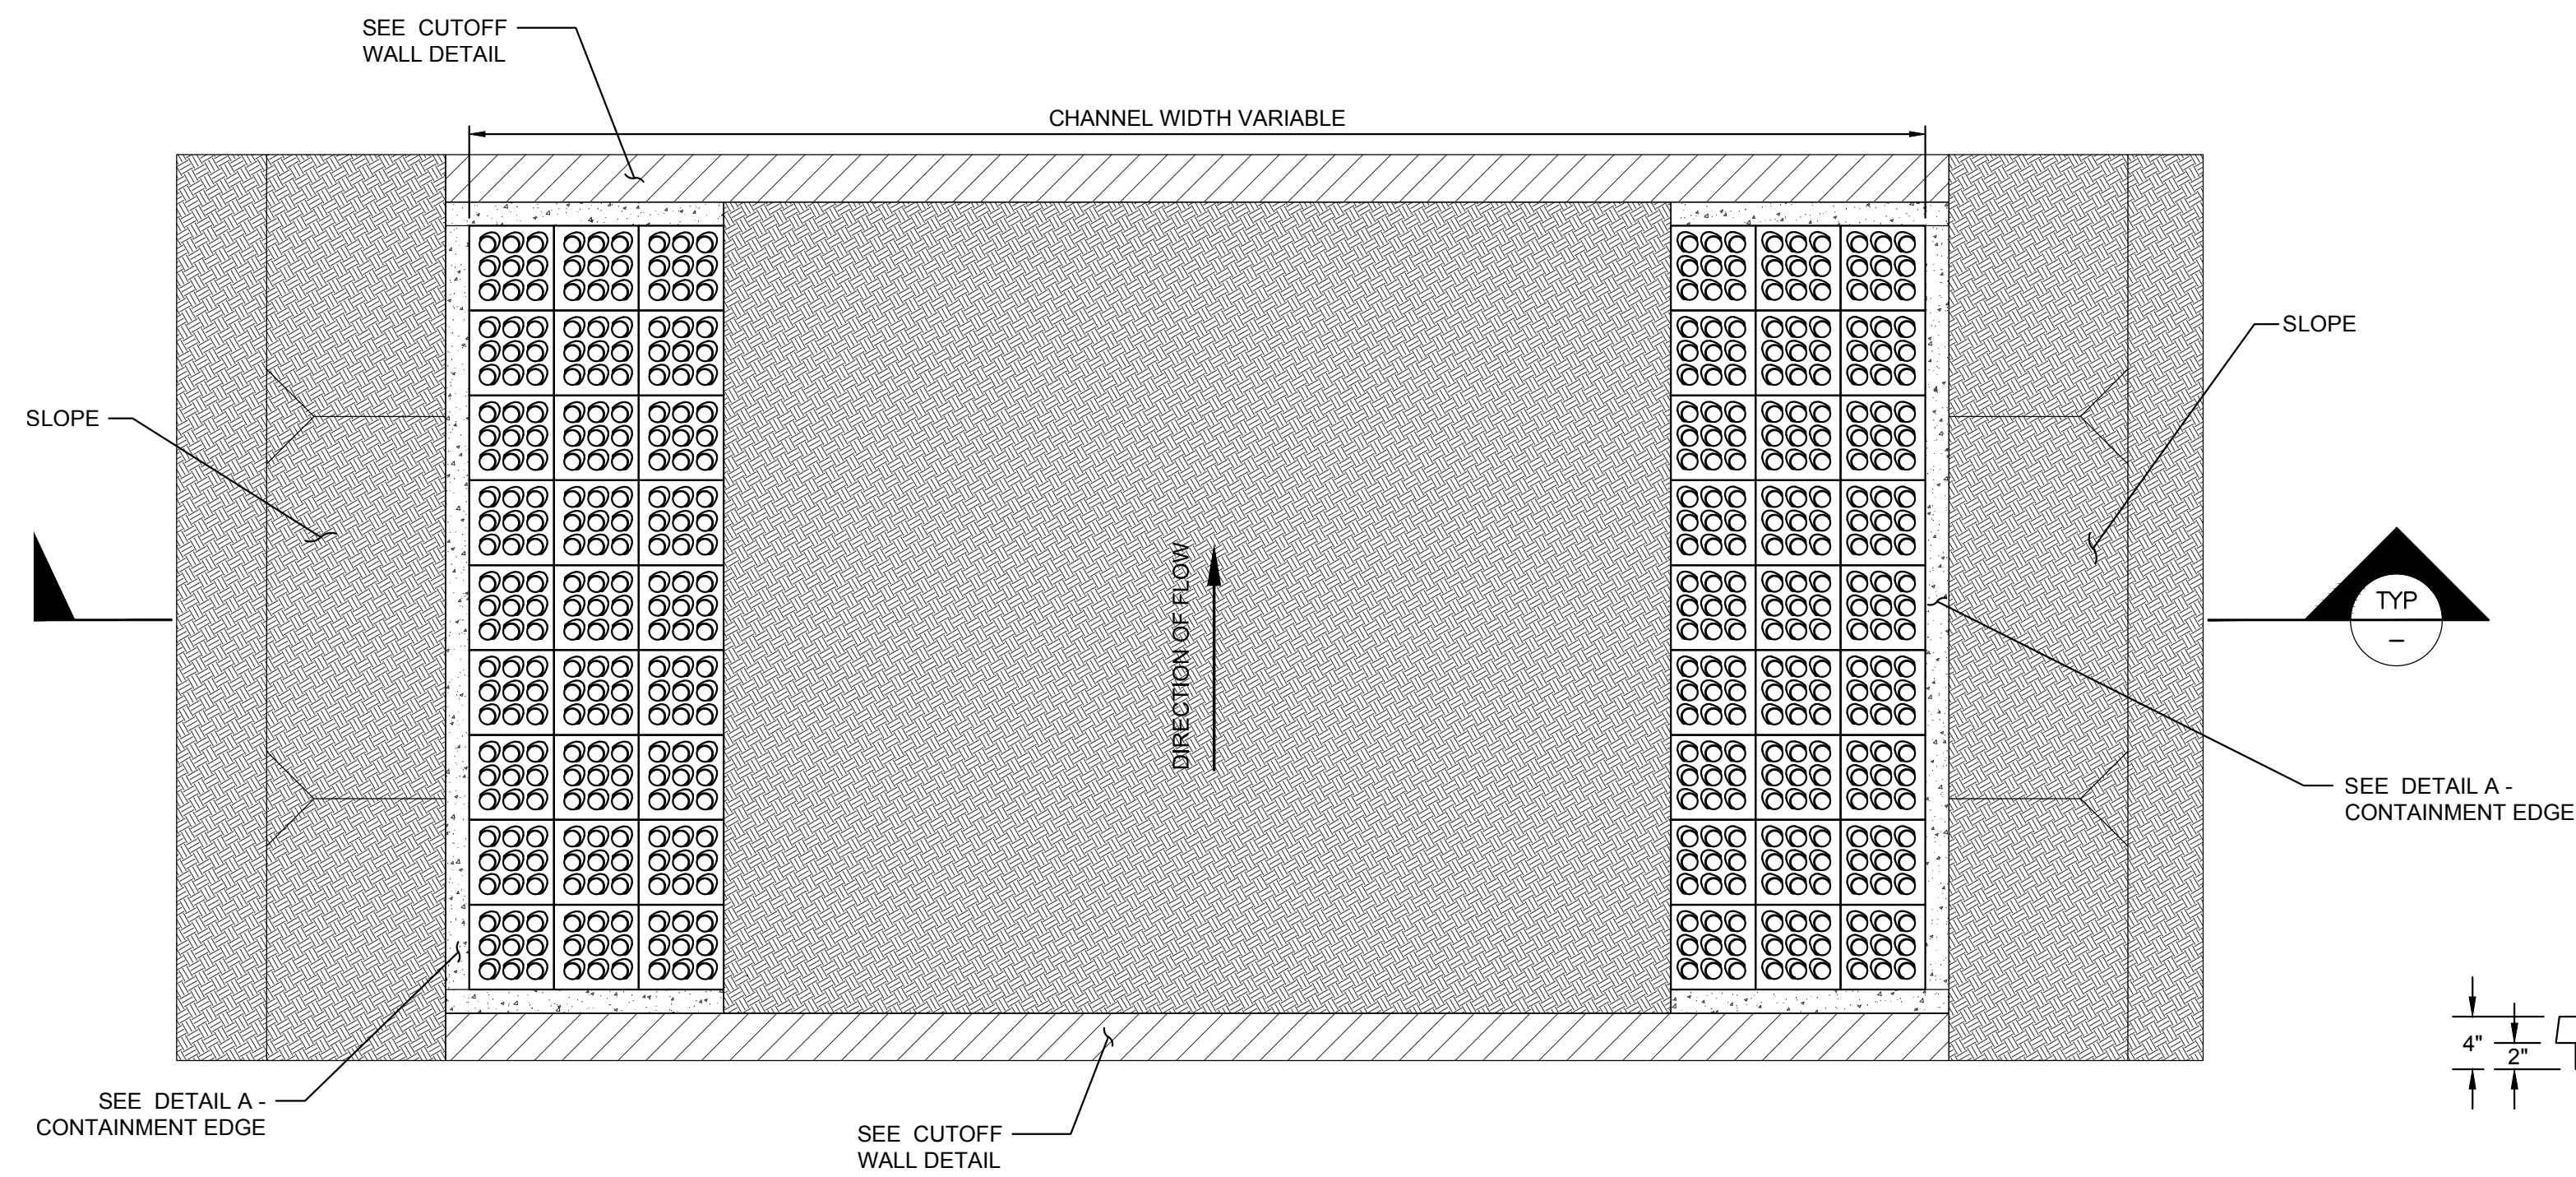 SEE CUTOFF
WALL DETAIL
CHANNEL WIDTH VARIABLE
SLOPE
SLOPE
DIRECTION OF FLOW
TYP
–
SEE DETAIL A -
CONTAINMENT EDGE
4"
2"
SEE DETAIL A -
CONTAINMENT EDGE
SEE CUTOFF
WALL DETAIL